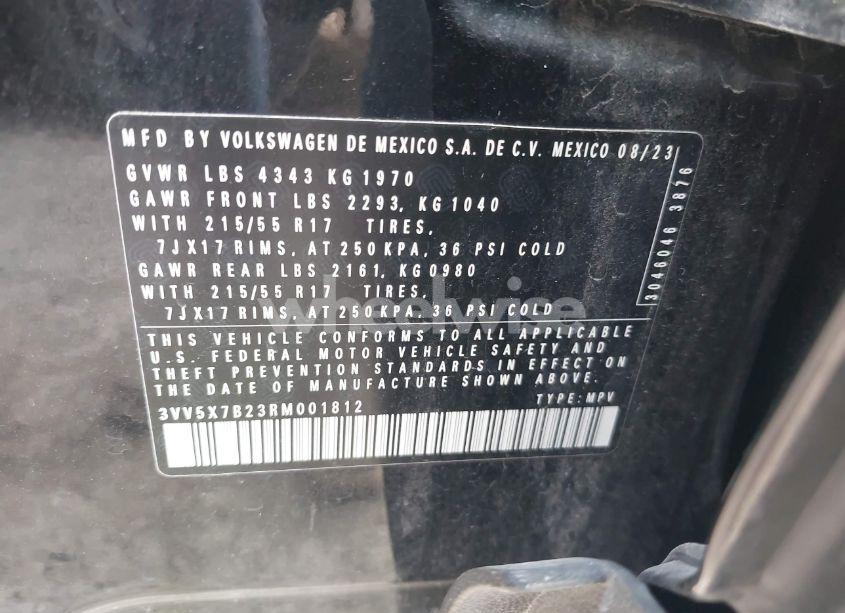 MFD BY VOLKSWAGEN DE MEXICO S.A. DE C.V. MEXICO 08/23
GVWR LBS 4343 KG 1970
GAWR FRONT LBS 2293, KG 1040
WITH 215/55 R17 TIRES,
7JX17 RIMS, AT 250 KPA, 36 PSI COLD
GAWR REAR LBS 2161, KG 0980
WITH 215/55 R17 TIRES,
7JX17 RIMS, AT 250 KPA, 36 PSI COLD
THIS VEHICLE CONFORMS TO ALL APPLICABLE
U.S. FEDERAL MOTOR VEHICLE SAFETY AND
THEFT PREVENTION STANDARDS IN EFFECT ON
THE DATE OF MANUFACTURE SHOWN ABOVE.
3VV5X7B23RM001812 TYPE: MPV
3046046 3876
wheelwise